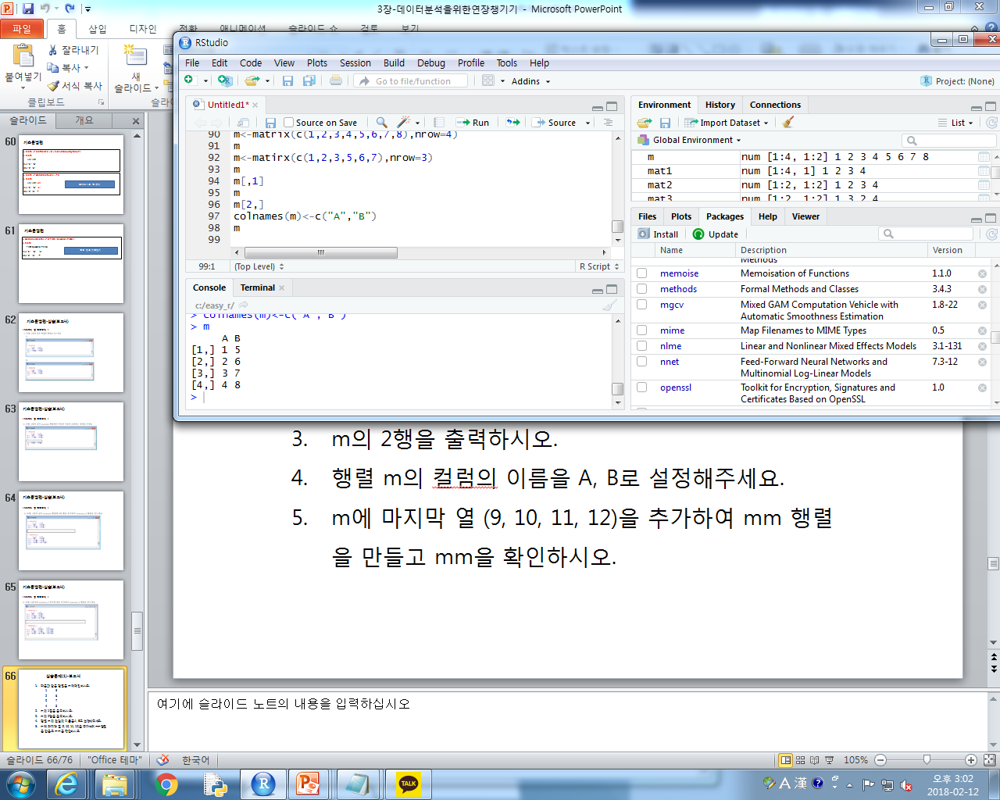 3장-데이터분석을위한연장챙기기 - Microsoft PowerPoint
파일 홈 삽입 디자인 전환 애니메이션 슬라이드 쇼 검토 보기
잘라내기
복사
서식 복사
붙여넣기
클립보드
새
슬라이드
슬라이드 개요
60
61
62
63
64
65
66
RStudio
File Edit Code View Plots Session Build Debug Profile Tools Help
Go to file/function
Addins
Project: (None)
Untitled1*
Source on Save
Run
Source
90 m<-matrix(c(1,2,3,4,5,6,7,8),nrow=4)
91 m
92 m<-matirx(c(1,2,3,5,6,7),nrow=3)
93 m
94 m[,1]
95 m
96 m[2,]
97 colnames(m)<-c("A","B")
98 m
99
99:1 (Top Level) R Script
Console Terminal
c:/easy_r/
> colnames(m)<-c("A","B")
> m
A B
[1,] 1 5
[2,] 2 6
[3,] 3 7
[4,] 4 8
>
Environment History Connections
Import Dataset
List
Global Environment
m num [1:4, 1:2] 1 2 3 4 5 6 7 8
mat1 num [1:4, 1] 1 2 3 4
mat2 num [1:2, 1:2] 1 2 3 4
mat3 num [1:2, 1:2] 1 3 2 4
Files Plots Packages Help Viewer
Install Update
Name Description Version
Methods
memoise Memoisation of Functions 1.1.0
methods Formal Methods and Classes 3.4.3
mgcv Mixed GAM Computation Vehicle with Automatic Smoothness Estimation 1.8-22
mime Map Filenames to MIME Types 0.5
nlme Linear and Nonlinear Mixed Effects Models 3.1-131
nnet Feed-Forward Neural Networks and Multinomial Log-Linear Models 7.3-12
openssl Toolkit for Encryption, Signatures and Certificates Based on OpenSSL 1.0
3. m의 2행을 출력하시오.
4. 행렬 m의 컬럼의 이름을 A, B로 설정해주세요.
5. m에 마지막 열 (9, 10, 11, 12)을 추가하여 mm 행렬
을 만들고 mm을 확인하시오.
여기에 슬라이드 노트의 내용을 입력하십시오
슬라이드 66/76 "Office 테마" 한국어 105%
TALK
A 漢
오후 3:02
2018-02-12